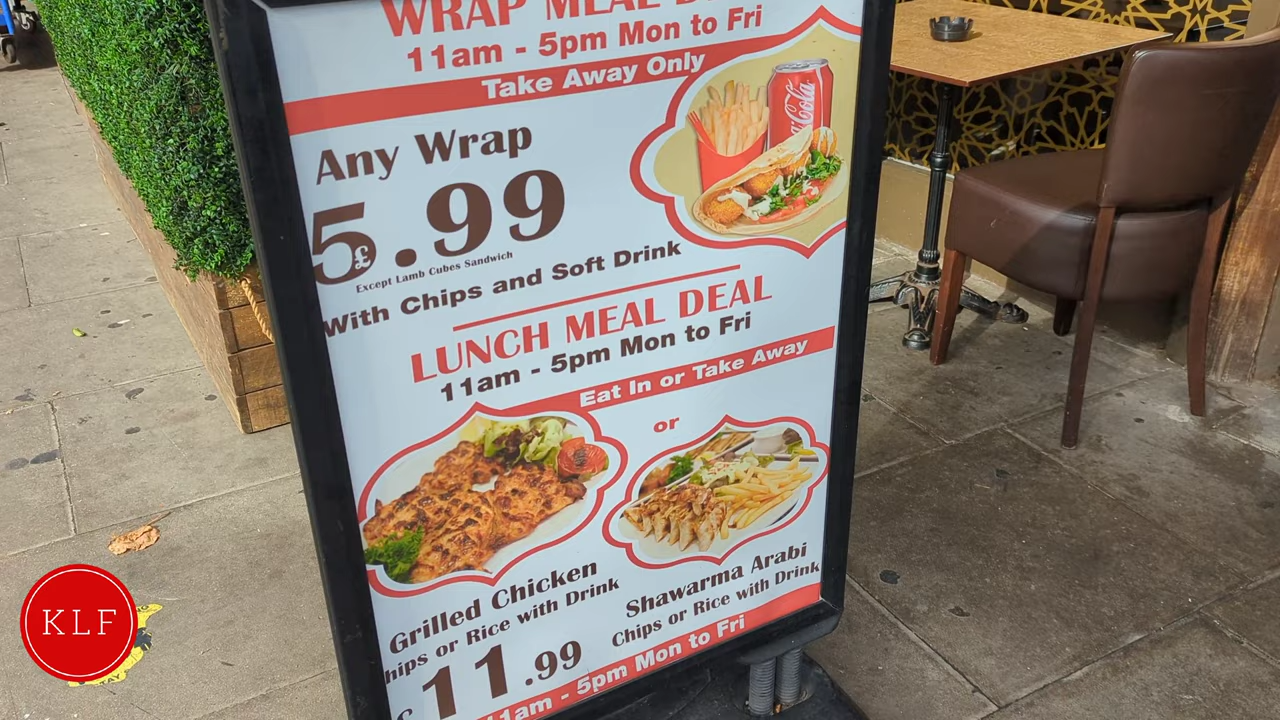 WRAP MEAL D
11am - 5pm Mon to Fri
Take Away Only
Any Wrap
£5.99
Except Lamb Cubes Sandwich
With Chips and Soft Drink
Coca-Cola
LUNCH MEAL DEAL
11am - 5pm Mon to Fri
Eat In or Take Away
or
Grilled Chicken
hips or Rice with Drink
Shawarma Arabi
Chips or Rice with Drink
£11.99
11am - 5pm Mon to Fri
KLF
TAY